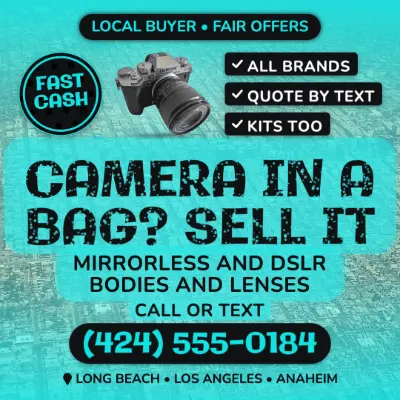 LOCAL BUYER • FAIR OFFERS
FAST
CASH
ALL BRANDS
QUOTE BY TEXT
KITS TOO
CAMERA IN A
BAG? SELL IT
MIRRORLESS AND DSLR
BODIES AND LENSES
CALL OR TEXT
(424) 555-0184
LONG BEACH • LOS ANGELES • ANAHEIM